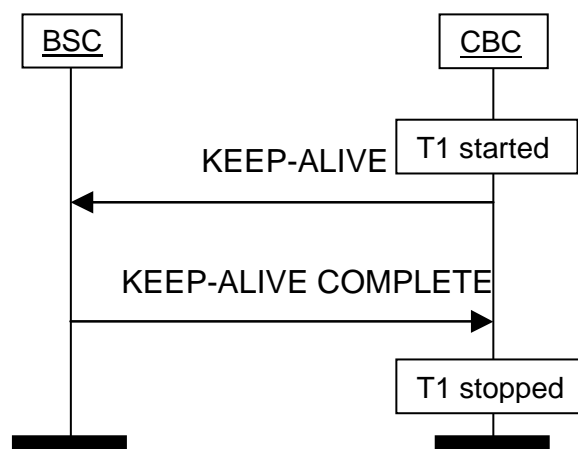 BSC
CBC
T1 started
KEEP-ALIVE
KEEP-ALIVE COMPLETE
T1 stopped